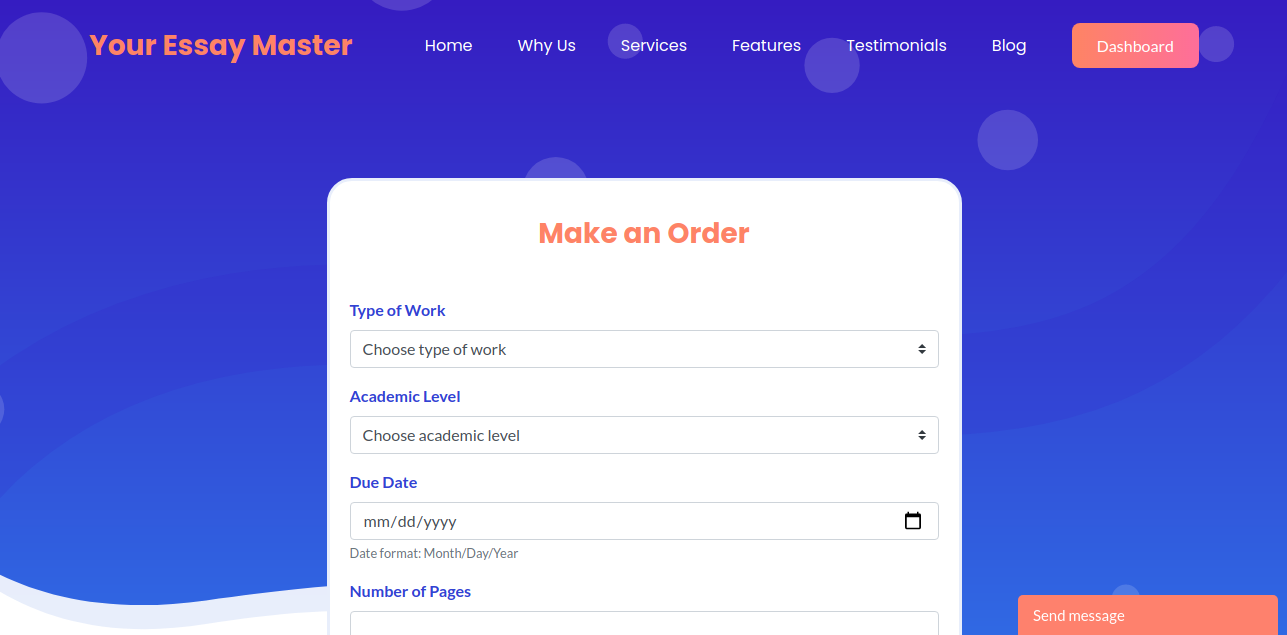 Your Essay Master
Home Why Us Services Features Testimonials Blog Dashboard
Make an Order
Type of Work
Choose type of work
Academic Level
Choose academic level
Due Date
mm/dd/yyyy
Date format: Month/Day/Year
Number of Pages
Send message